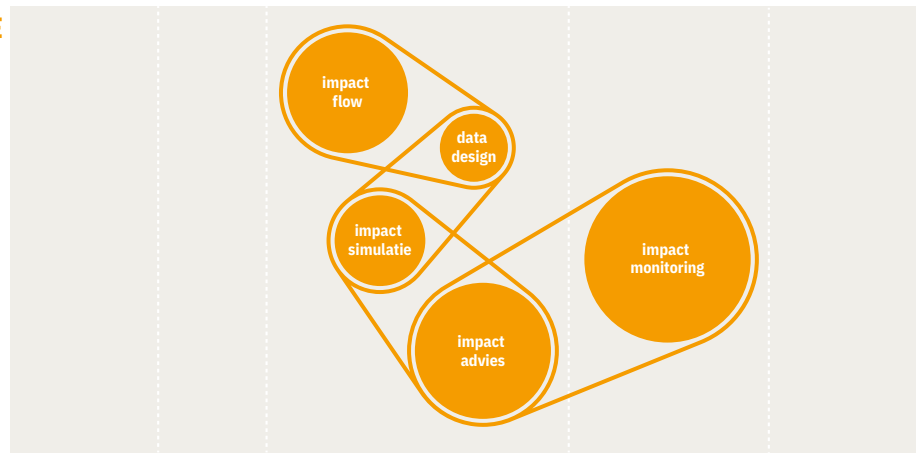 impact
flow
data
design
impact
simulatie
impact
monitoring
impact
advies